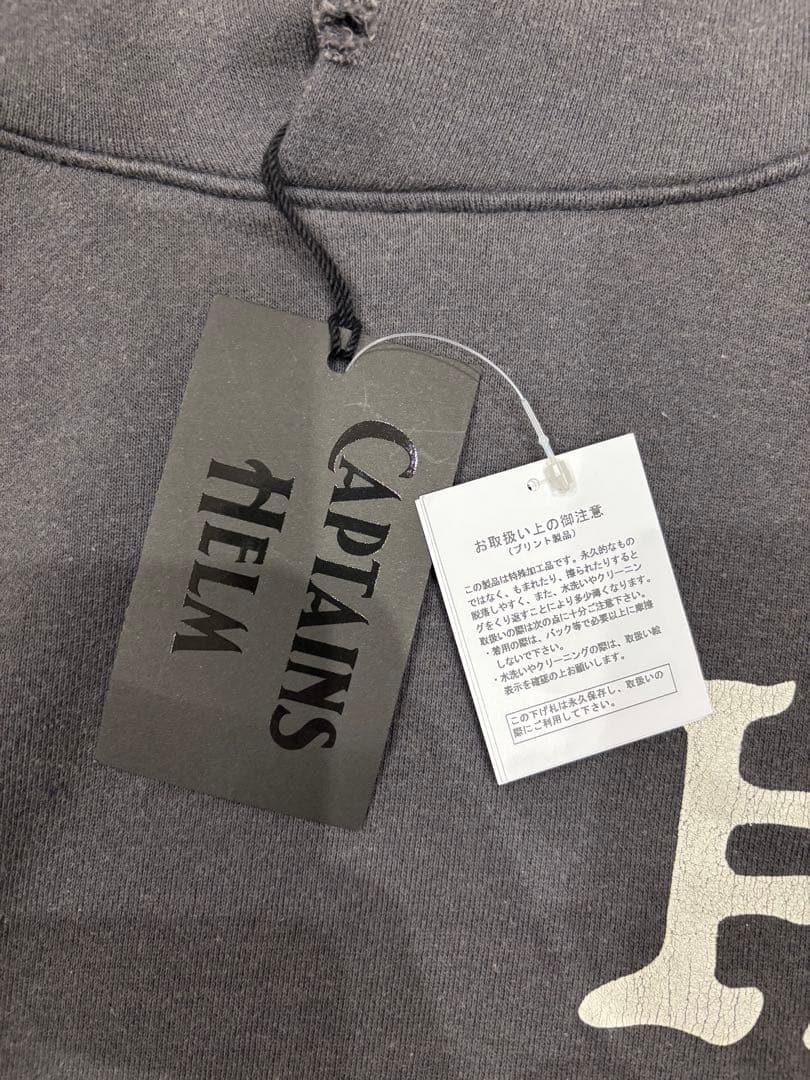 CAPTAINS
HELM
お取扱い上の御注意
(プリント製品)
この製品は特殊加工品です。永久的なもの
ではなく、もまれたり、擦られたりすると
脱落しやすく、また、水洗いやクリーニン
グをくり返すことにより多少薄くなります。
取扱いの際は次の点に十分ご注意下さい。
・着用の際は、バック等で必要以上に摩擦
しないで下さい。
・水洗いやクリーニングの際は、取扱い絵
表示を確認の上お願いします。
この下げ札は永久保存し、取扱いの
際にご利用して下さい。